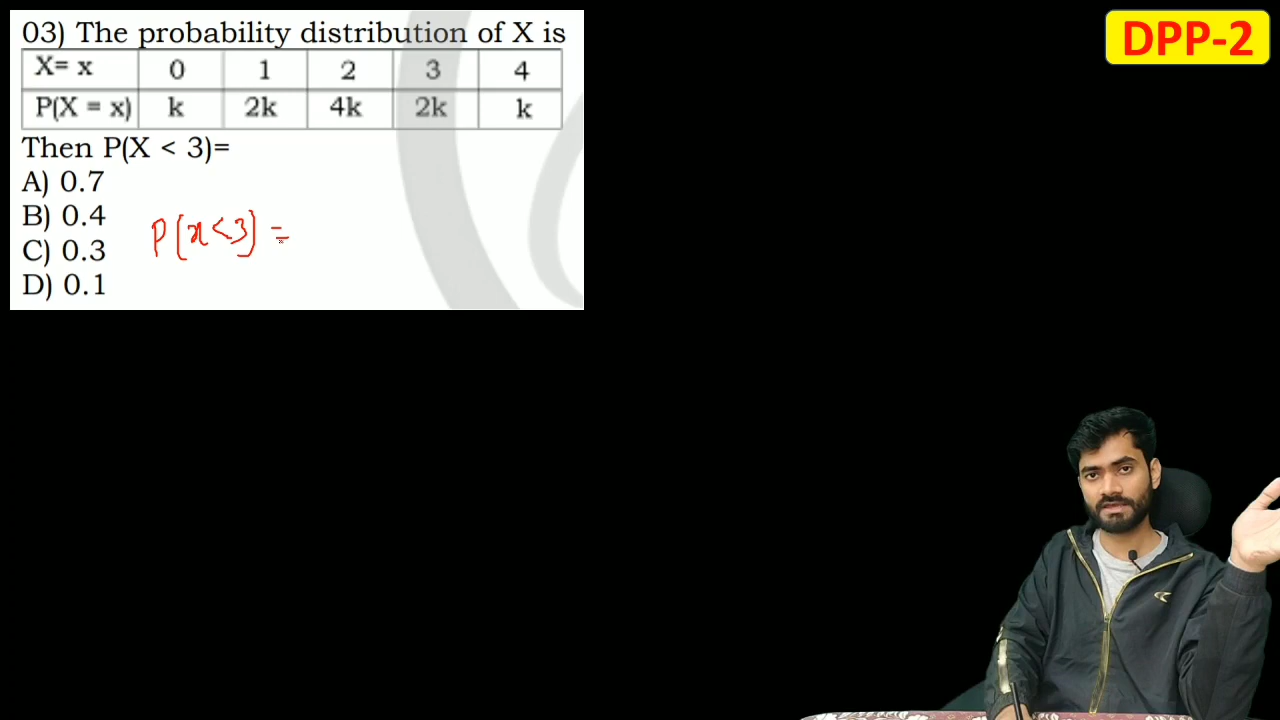 DPP-2
03) The probability distribution of X is
X= x 0 1 2 3 4
P(X = x) k 2k 4k 2k k
Then P(X < 3)=
A) 0.7
B) 0.4
C) 0.3
D) 0.1
P(x<3) =